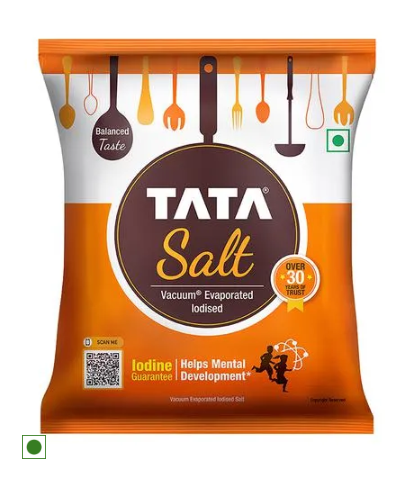 Balanced
Taste
TATA®
Salt
Vacuum® Evaporated
Iodised
OVER
30
YEARS OF
TRUST
SCAN ME
Iodine
Guarantee
Helps Mental
Development*
Vacuum Evaporated Iodised Salt